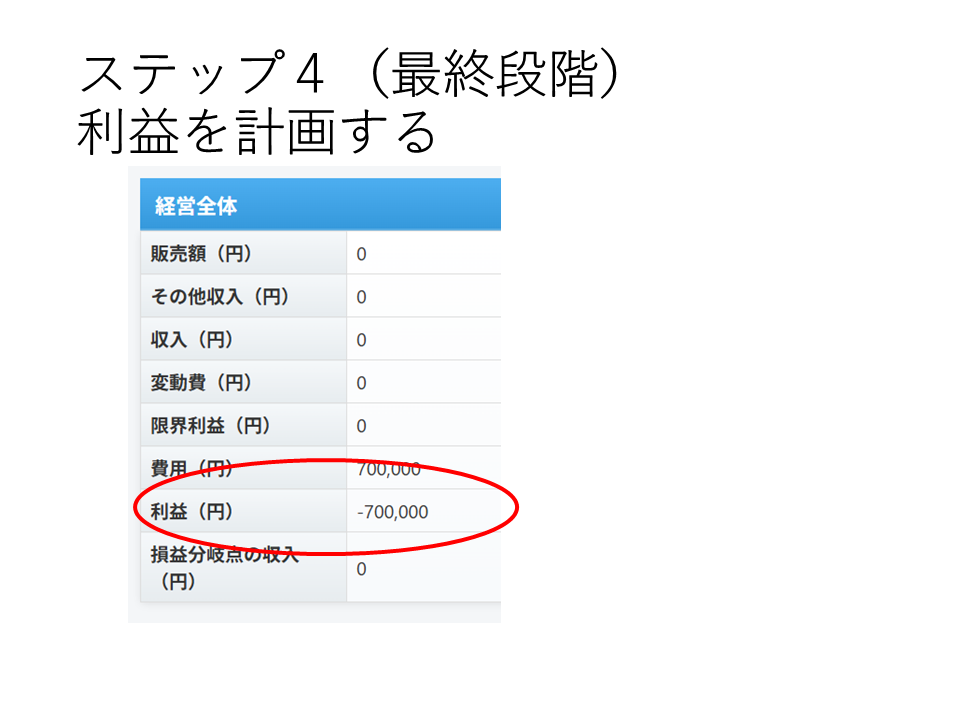 ステップ４（最終段階）
利益を計画する
経営全体
販売額（円） 0
その他収入（円） 0
収入（円） 0
変動費（円） 0
限界利益（円） 0
費用（円） 700,000
利益（円） -700,000
損益分岐点の収入
（円） 0